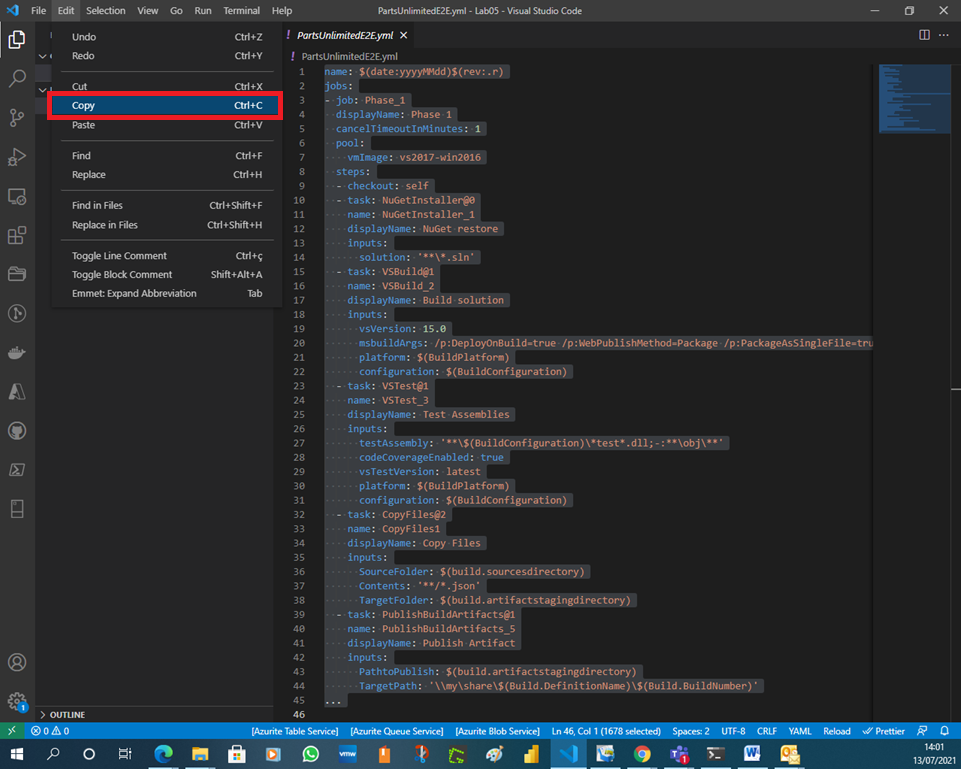 File Edit Selection View Go Run Terminal Help PartsUnlimitedE2E.yml - Lab05 - Visual Studio Code
Undo Ctrl+Z
Redo Ctrl+Y
Cut Ctrl+X
Copy Ctrl+C
Paste Ctrl+V
Find Ctrl+F
Replace Ctrl+H
Find in Files Ctrl+Shift+F
Replace in Files Ctrl+Shift+H
Toggle Line Comment Ctrl+ç
Toggle Block Comment Shift+Alt+A
Emmet: Expand Abbreviation Tab
! PartsUnlimitedE2E.yml
! PartsUnlimitedE2E.yml
1 name: $(date:yyyyMMdd)$(rev:.r)
2 jobs:
3 - job: Phase_1
4 displayName: Phase 1
5 cancelTimeoutInMinutes: 1
6 pool:
7 vmImage: vs2017-win2016
8 steps:
9 - checkout: self
10 - task: NuGetInstaller@0
11 name: NuGetInstaller_1
12 displayName: NuGet restore
13 inputs:
14 solution: '**\*.sln'
15 - task: VSBuild@1
16 name: VSBuild_2
17 displayName: Build solution
18 inputs:
19 vsVersion: 15.0
20 msbuildArgs: /p:DeployOnBuild=true /p:WebPublishMethod=Package /p:PackageAsSingleFile=tru
21 platform: $(BuildPlatform)
22 configuration: $(BuildConfiguration)
23 - task: VSTest@1
24 name: VSTest_3
25 displayName: Test Assemblies
26 inputs:
27 testAssembly: '**\$(BuildConfiguration)\*test*.dll;-:**\obj\**'
28 codeCoverageEnabled: true
29 vsTestVersion: latest
30 platform: $(BuildPlatform)
31 configuration: $(BuildConfiguration)
32 - task: CopyFiles@2
33 name: CopyFiles1
34 displayName: Copy Files
35 inputs:
36 SourceFolder: $(build.sourcesdirectory)
37 Contents: '**/*.json'
38 TargetFolder: $(build.artifactstagingdirectory)
39 - task: PublishBuildArtifacts@1
40 name: PublishBuildArtifacts_5
41 displayName: Publish Artifact
42 inputs:
43 PathtoPublish: $(build.artifactstagingdirectory)
44 TargetPath: '\\my\share\$(Build.DefinitionName)\$(Build.BuildNumber)'
45 ...
46
1
OUTLINE
0 0 [Azurite Table Service] [Azurite Queue Service] [Azurite Blob Service] Ln 46, Col 1 (1678 selected) Spaces: 2 UTF-8 CRLF YAML Reload Prettier
vmw
1
14:01
13/07/2021